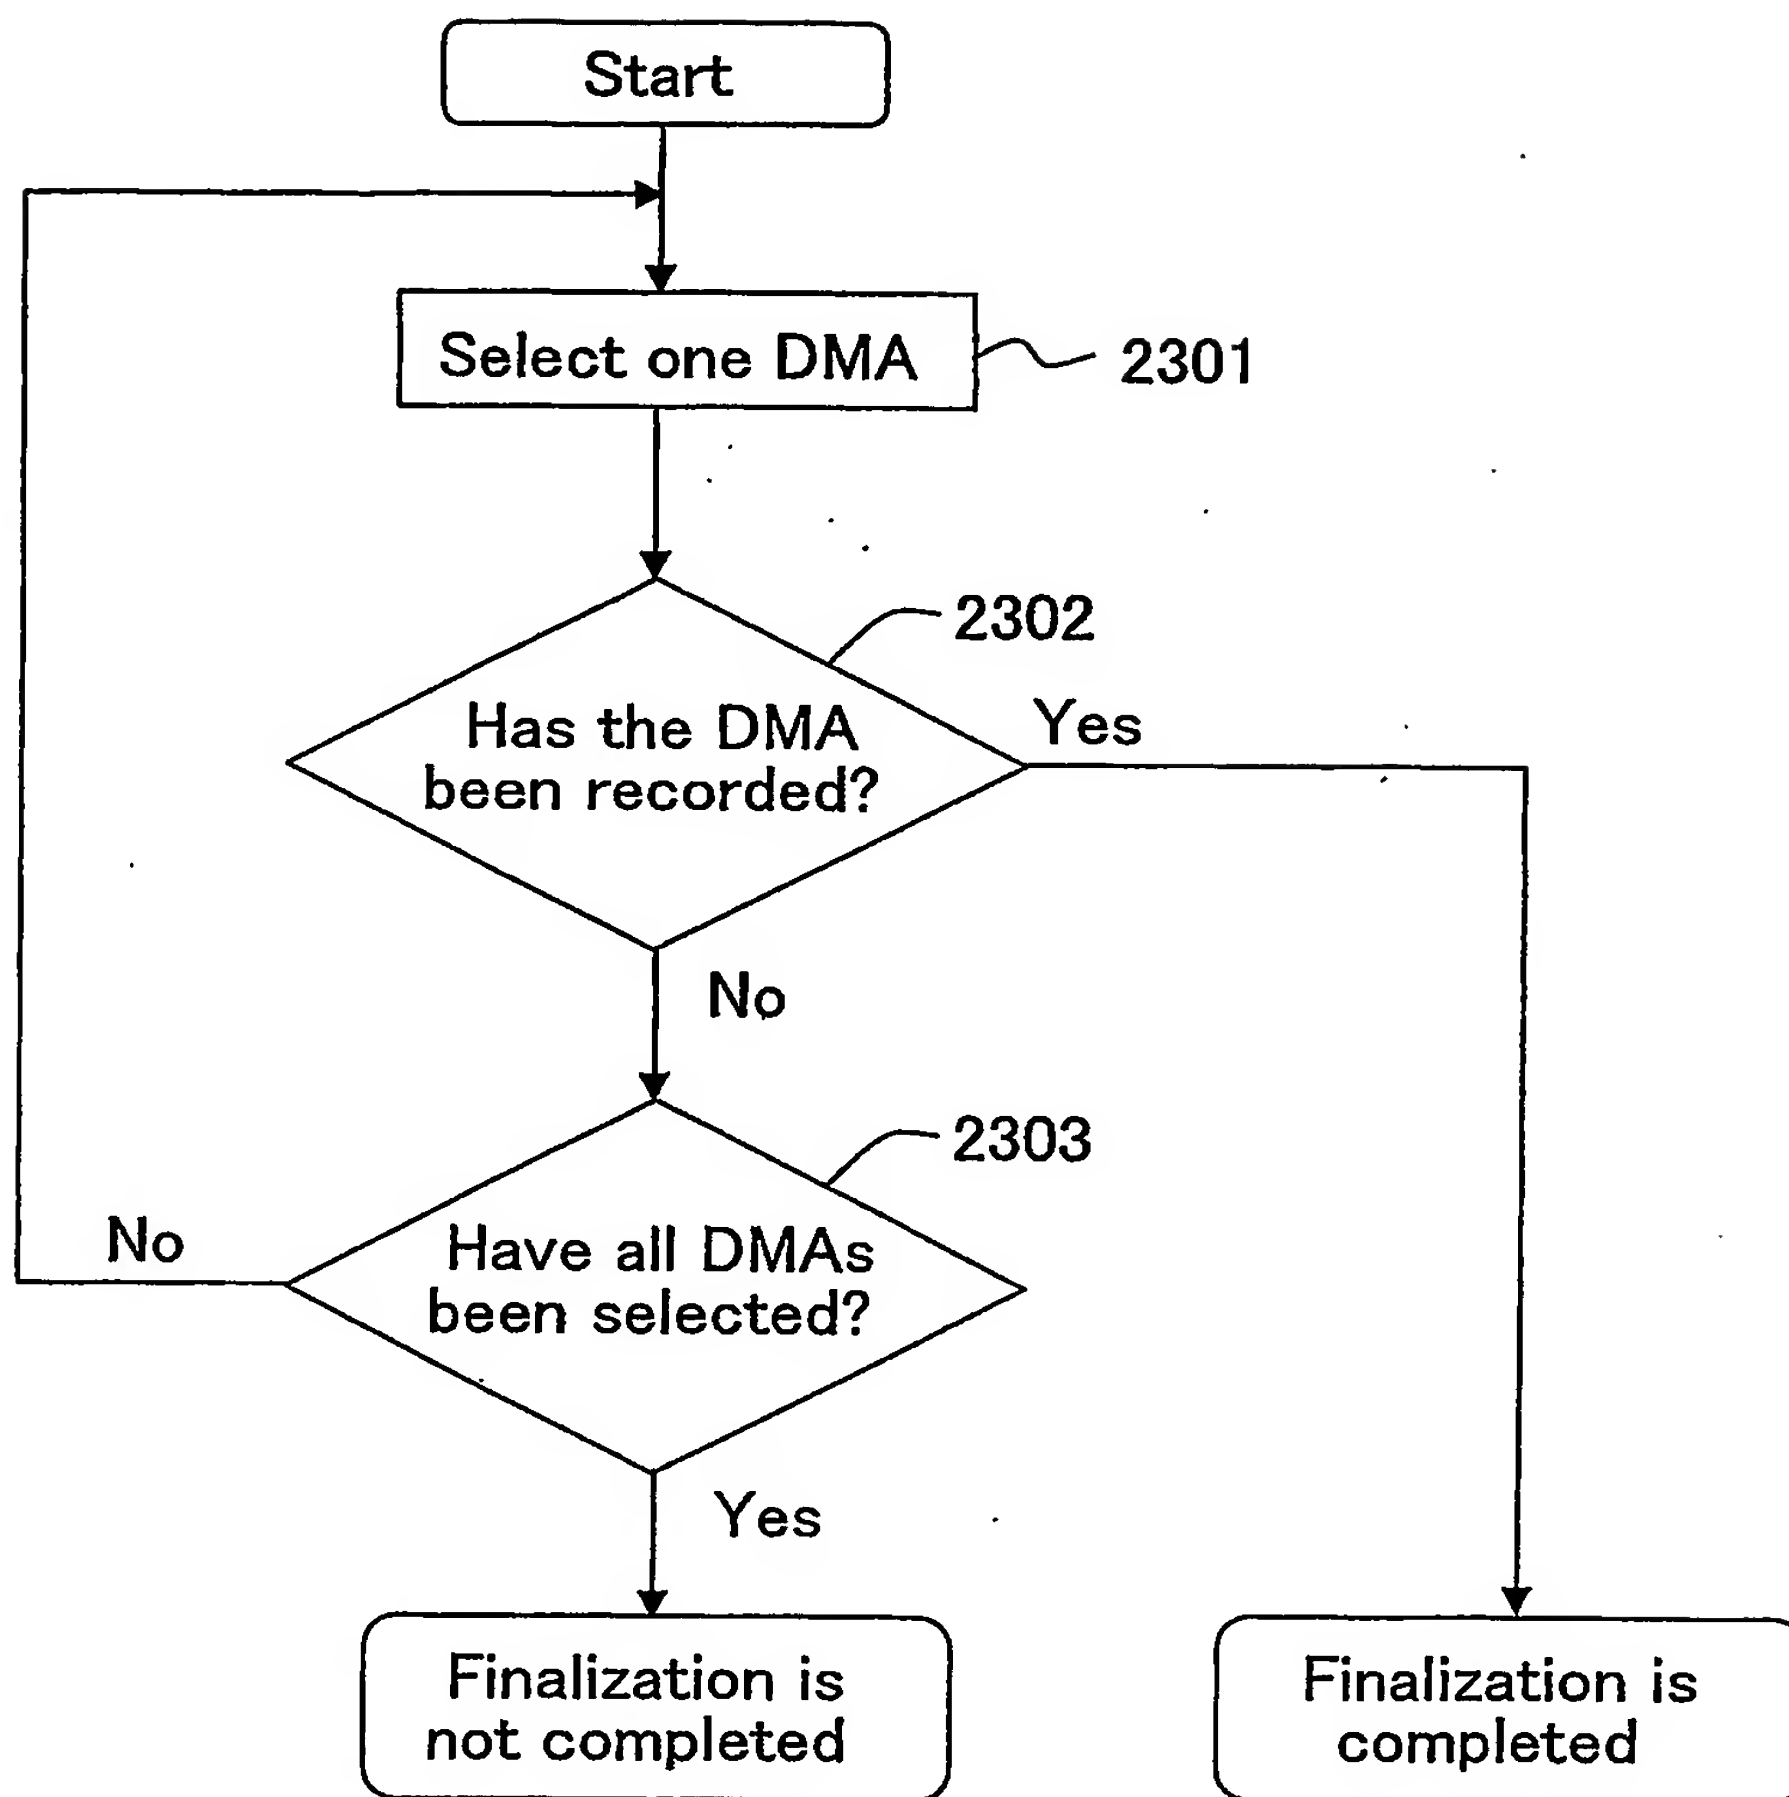 Start
Select one DMA
2301
2302
Has the DMA
been recorded?
Yes
No
2303
Have all DMAs
been selected?
No
Yes
Finalization is
not completed
Finalization is
completed